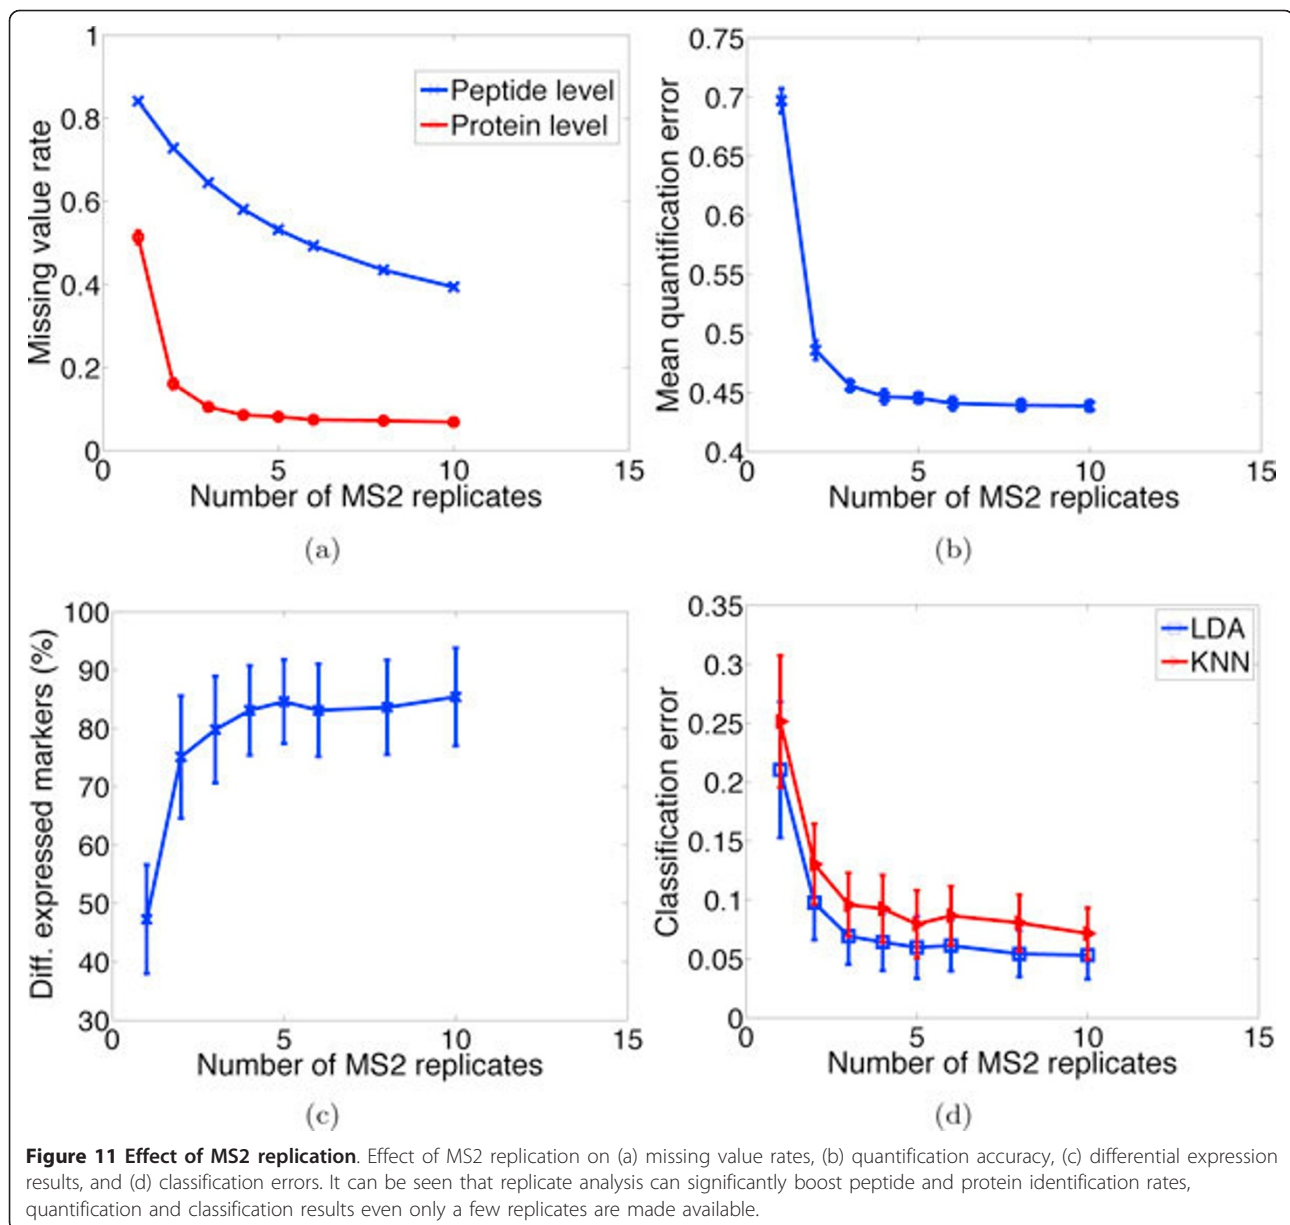 1
0.8
0.6
0.4
0.2
0
0
5
10
15
Missing value rate
Number of MS2 replicates
Peptide level
Protein level
(a)
0.75
0.7
0.65
0.6
0.55
0.5
0.45
0.4
0
5
10
15
Mean quantification error
Number of MS2 replicates
(b)
100
90
80
70
60
50
40
30
0
5
10
15
Diff. expressed markers (%)
Number of MS2 replicates
(c)
0.35
0.3
0.25
0.2
0.15
0.1
0.05
0
0
5
10
15
Classification error
Number of MS2 replicates
LDA
KNN
(d)
Figure 11 Effect of MS2 replication. Effect of MS2 replication on (a) missing value rates, (b) quantification accuracy, (c) differential expression
results, and (d) classification errors. It can be seen that replicate analysis can significantly boost peptide and protein identification rates,
quantification and classification results even only a few replicates are made available.